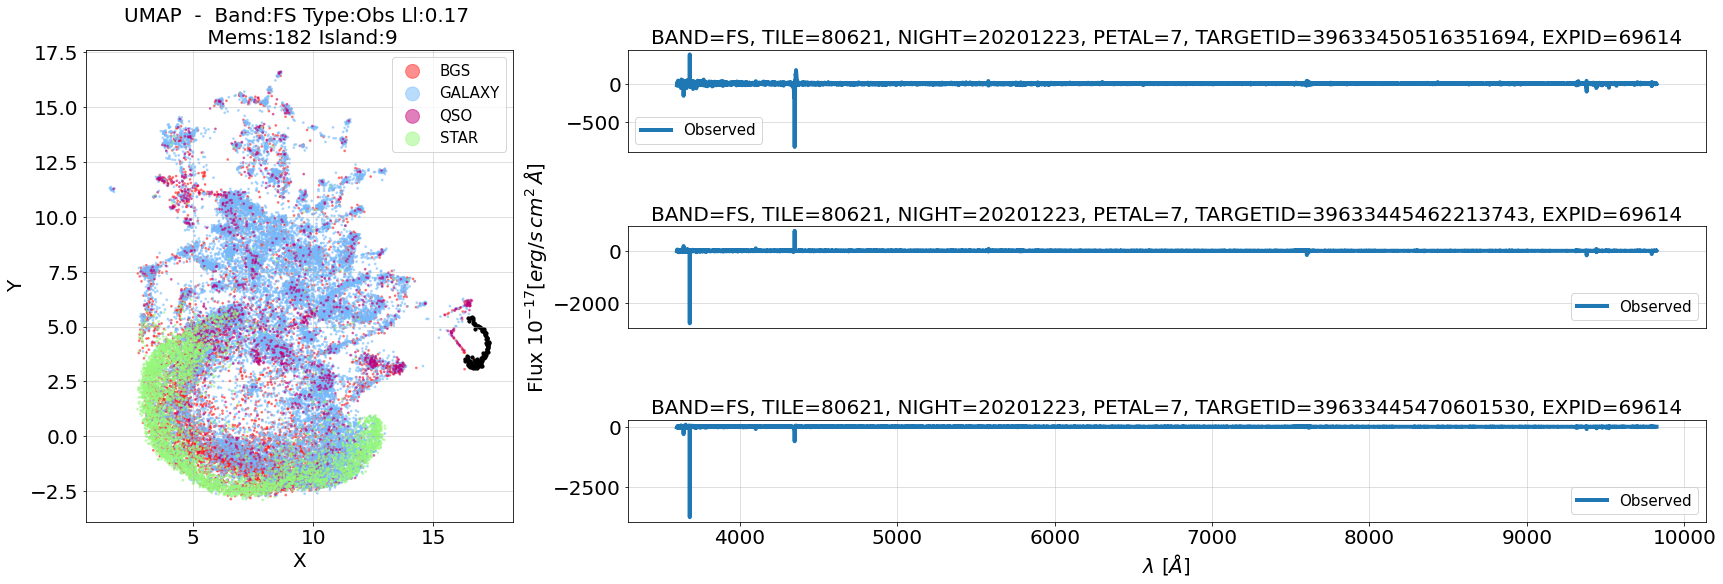 UMAP - Band:FS Type:Obs Ll:0.17
Mems:182 Island:9
17.5
15.0
12.5
10.0
7.5
5.0
2.5
0.0
−2.5
Y
5
10
15
X
BGS
GALAXY
QSO
STAR
Flux 10⁻¹⁷[erg/s cm² Å]
BAND=FS, TILE=80621, NIGHT=20201223, PETAL=7, TARGETID=39633450516351694, EXPID=69614
0
−500
Observed
BAND=FS, TILE=80621, NIGHT=20201223, PETAL=7, TARGETID=39633445462213743, EXPID=69614
0
−2000
Observed
BAND=FS, TILE=80621, NIGHT=20201223, PETAL=7, TARGETID=39633445470601530, EXPID=69614
0
−2500
Observed
4000
5000
6000
7000
8000
9000
10000
λ [Å]